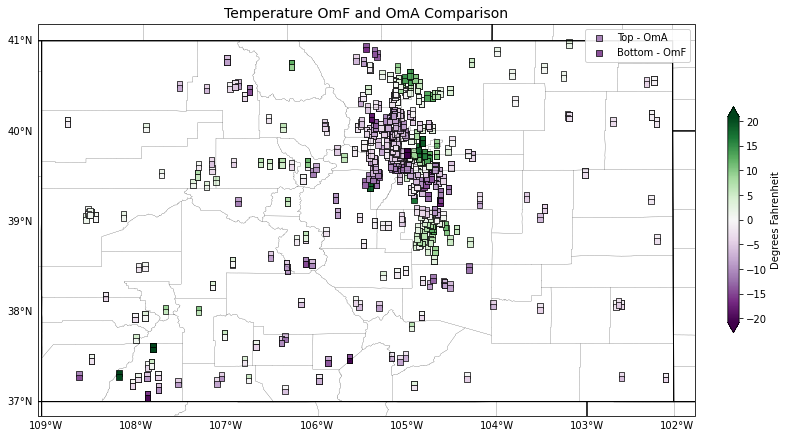 Temperature OmF and OmA Comparison
Top - OmA
Bottom - OmF
41°N
40°N
39°N
38°N
37°N
109°W
108°W
107°W
106°W
105°W
104°W
103°W
102°W
20
15
10
5
0
−5
−10
−15
−20
Degrees Fahrenheit